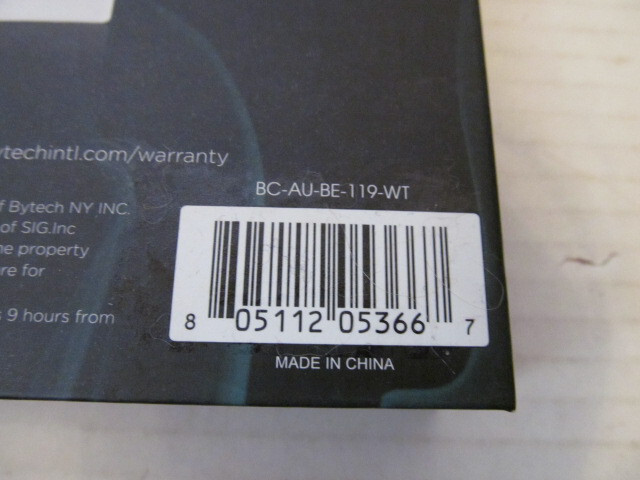 ytechintl.com/warranty
BC-AU-BE-119-WT
f Bytech NY INC.
of SIG.Inc
ne property
re for
s 9 hours from
8 05112 05366 7
MADE IN CHINA